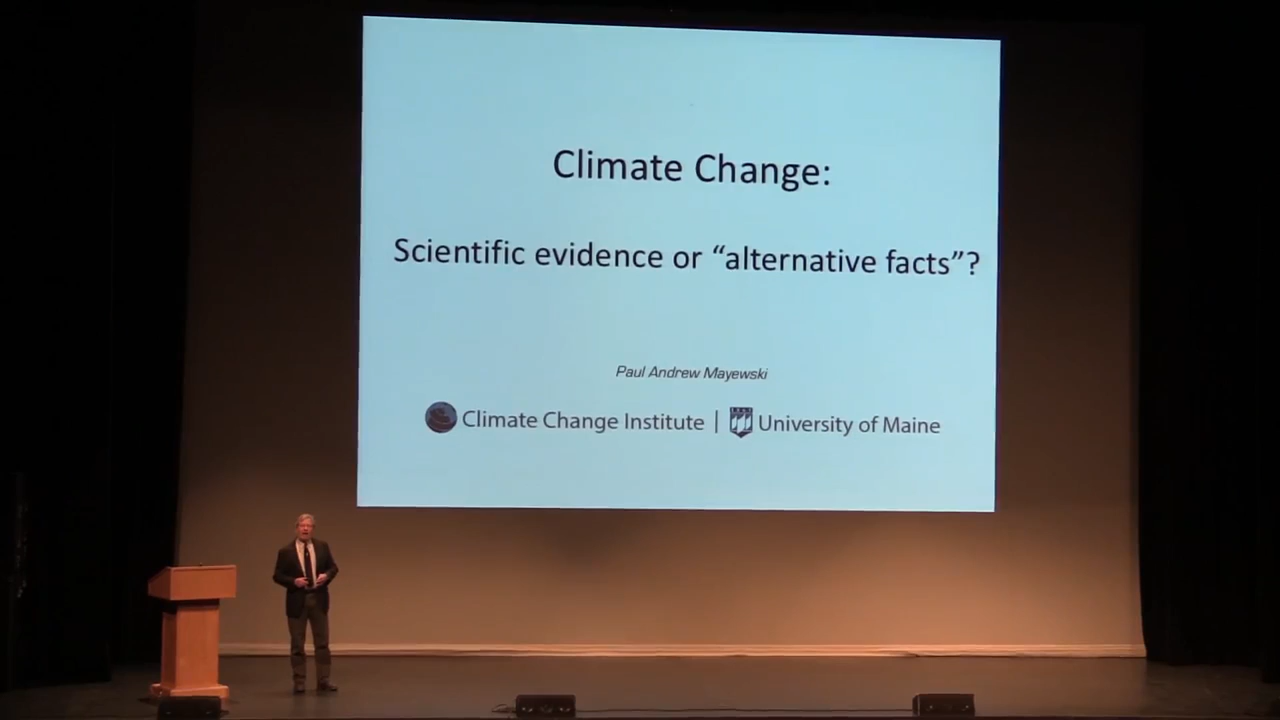 Climate Change:
Scientific evidence or “alternative facts”?
Paul Andrew Mayewski
Climate Change Institute | University of Maine